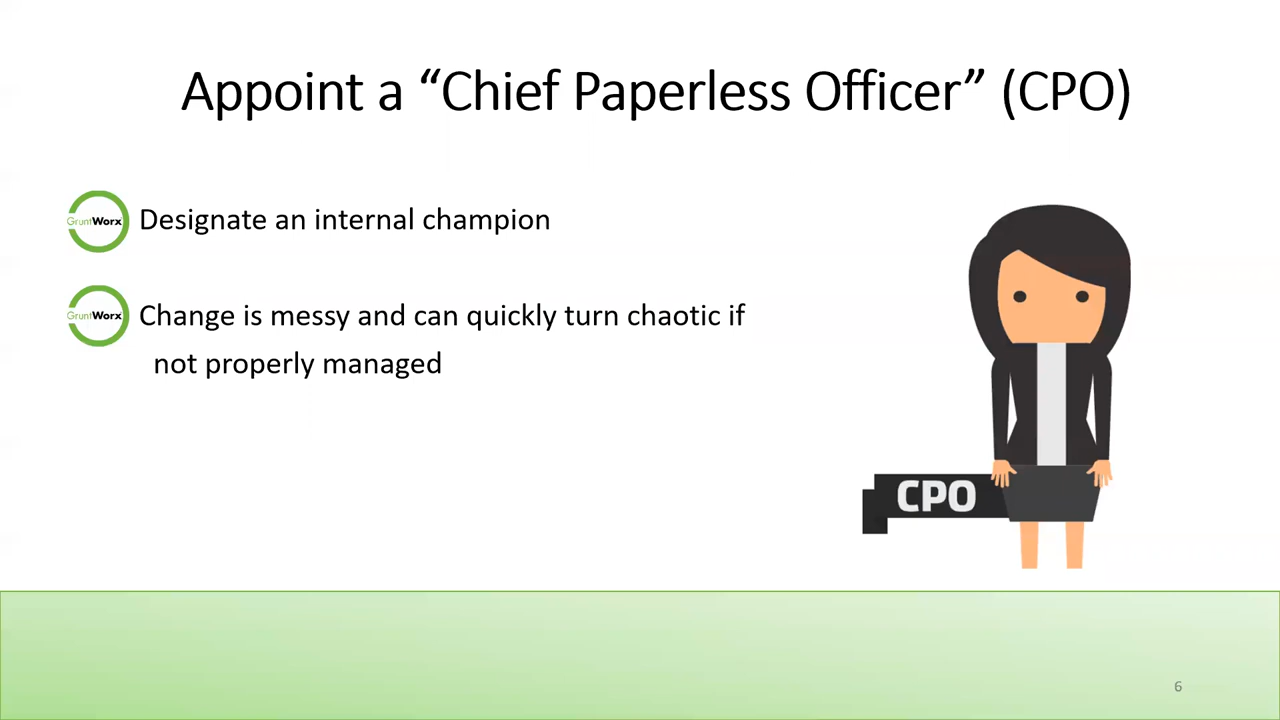 Appoint a “Chief Paperless Officer” (CPO)
GruntWorx Designate an internal champion
GruntWorx Change is messy and can quickly turn chaotic if
not properly managed
CPO
6